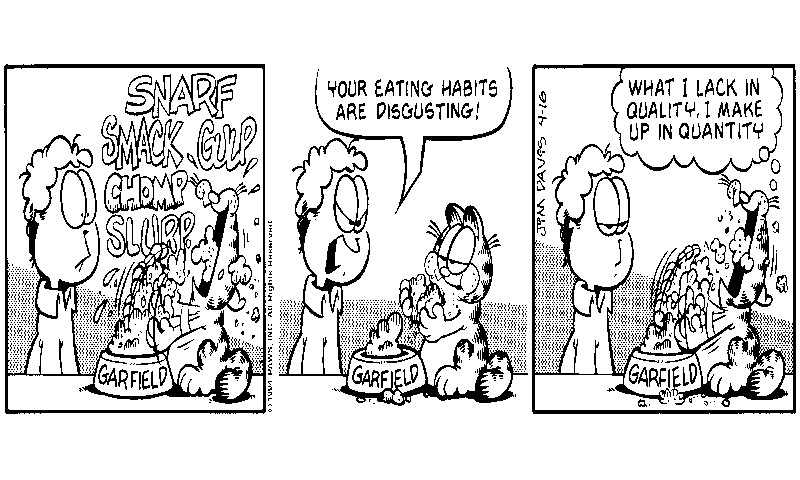 SNARF
SMACK GULP
CHOMP
SLURP
GARFIELD
YOUR EATING HABITS
ARE DISGUSTING!
GARFIELD
WHAT I LACK IN
QUALITY, I MAKE
UP IN QUANTITY
JIM DAVIS 4-16
GARFIELD